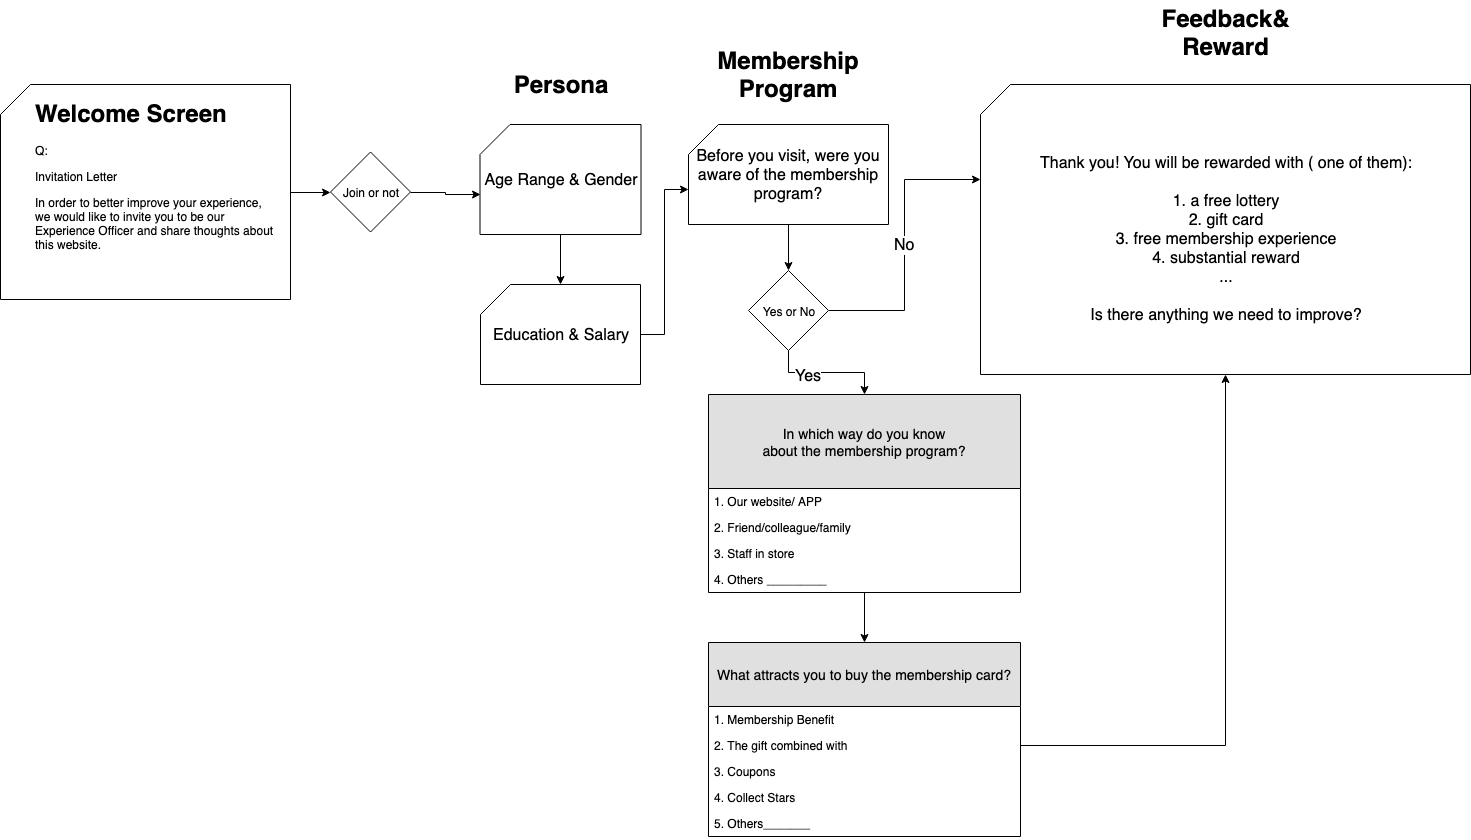 Welcome Screen
Q:
Invitation Letter
In order to better improve your experience,
we would like to invite you to be our
Experience Officer and share thoughts about
this website.
Join or not
Persona
Age Range & Gender
Education & Salary
Membership
Program
Before you visit, were you
aware of the membership
program?
Yes or No
No
Yes
In which way do you know
about the membership program?
1. Our website/ APP
2. Friend/colleague/family
3. Staff in store
4. Others _________
What attracts you to buy the membership card?
1. Membership Benefit
2. The gift combined with
3. Coupons
4. Collect Stars
5. Others_______
Feedback&
Reward
Thank you! You will be rewarded with ( one of them):
1. a free lottery
2. gift card
3. free membership experience
4. substantial reward
...
Is there anything we need to improve?